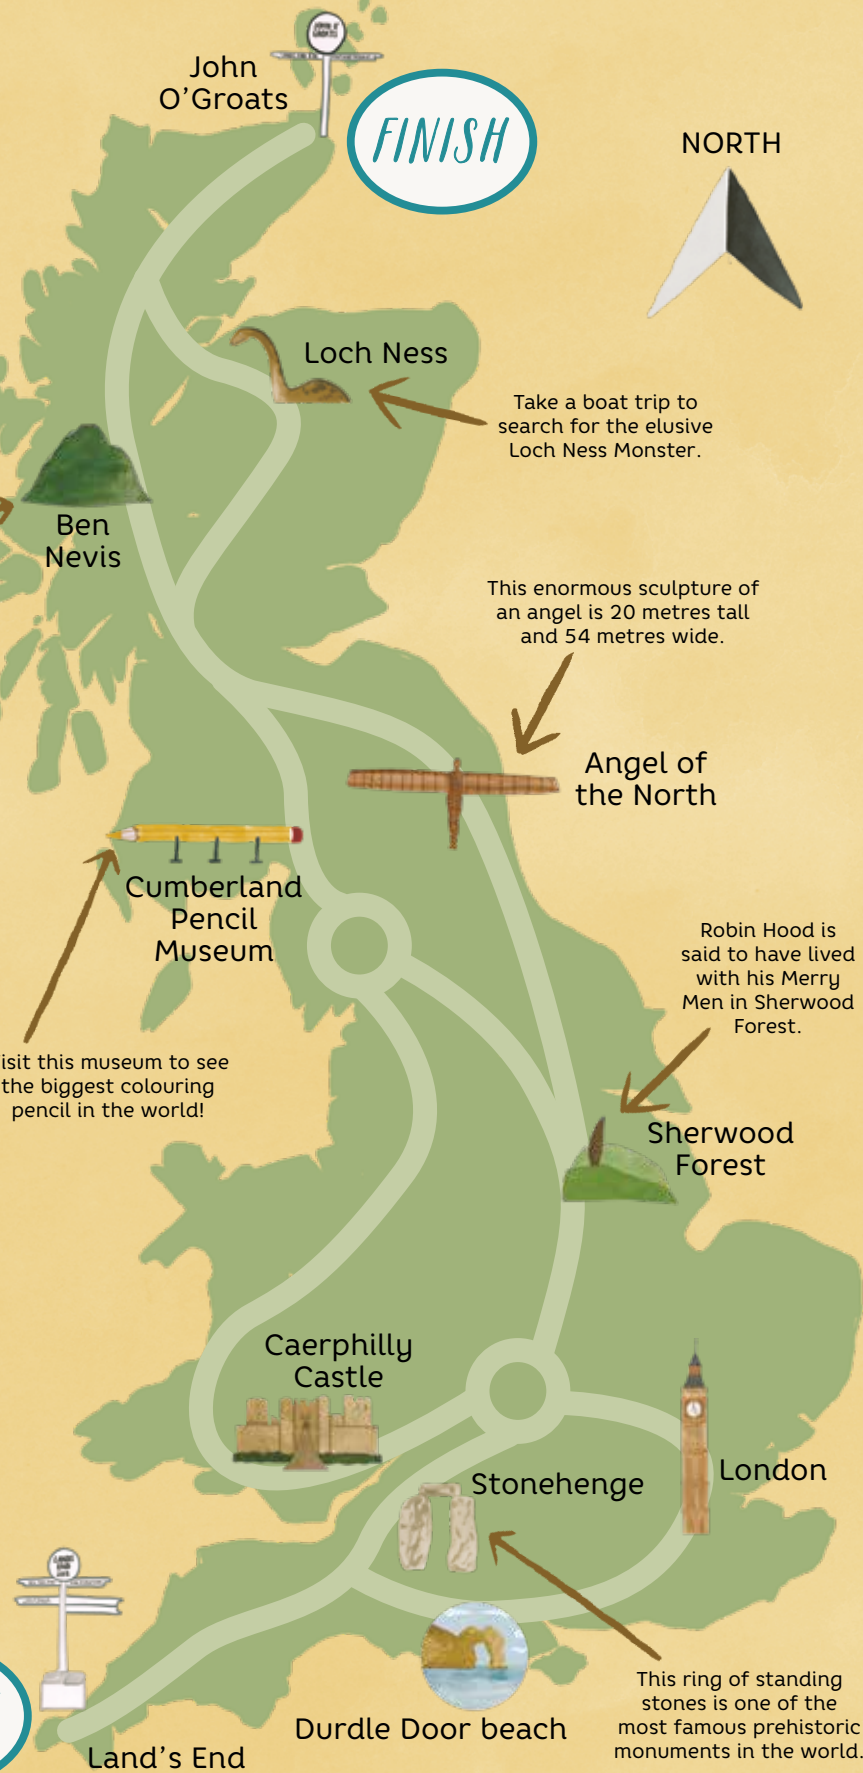 JOHN O'
GROATS
John
O'Groats
FINISH
NORTH
Loch Ness
Take a boat trip to
search for the elusive
Loch Ness Monster.
Ben
Nevis
This enormous sculpture of
an angel is 20 metres tall
and 54 metres wide.
Angel of
the North
Cumberland
Pencil
Museum
isit this museum to see
the biggest colouring
pencil in the world!
Robin Hood is
said to have lived
with his Merry
Men in Sherwood
Forest.
Sherwood
Forest
Caerphilly
Castle
Stonehenge
London
LANDS
END
Durdle Door beach
This ring of standing
stones is one of the
most famous prehistoric
monuments in the world.
Land's End